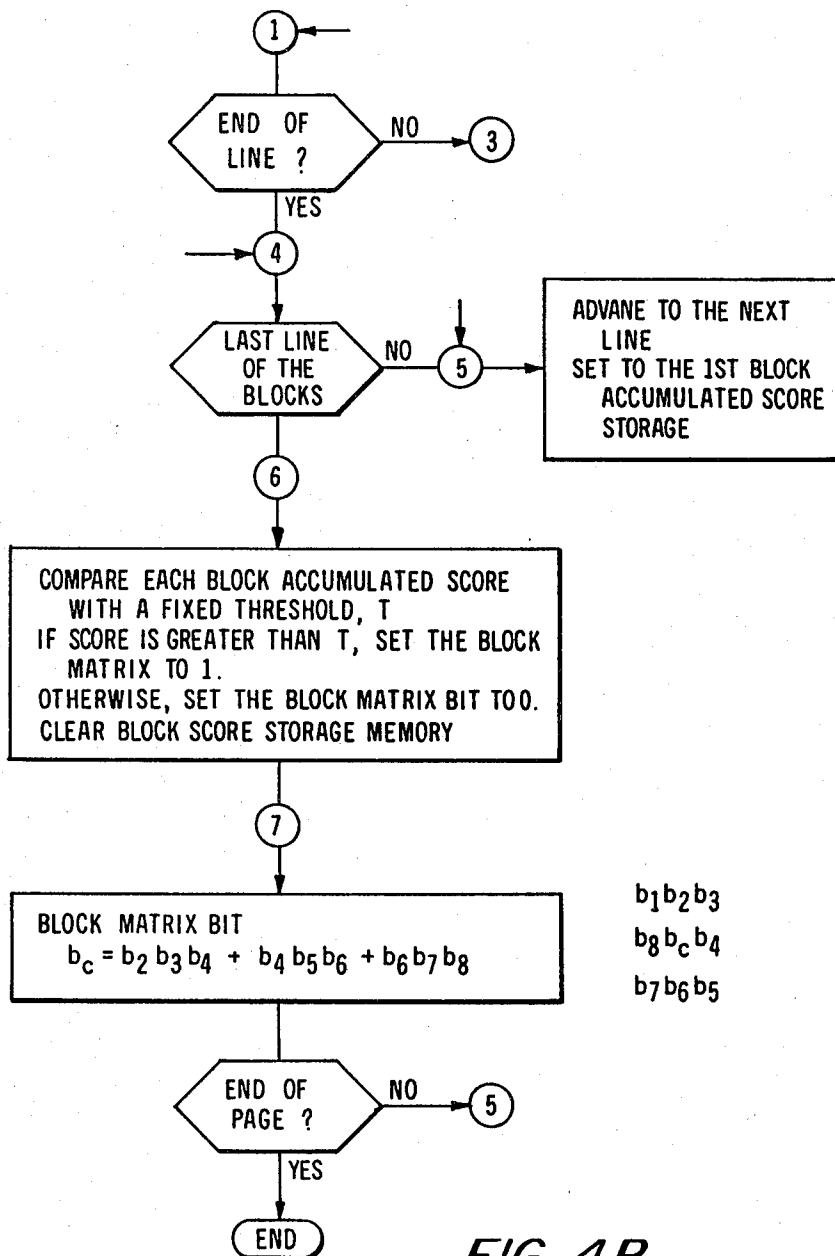 1
END OF
LINE ?
NO
3
YES
4
LAST LINE
OF THE
BLOCKS
NO
5
ADVANE TO THE NEXT
LINE
SET TO THE 1ST BLOCK
ACCUMULATED SCORE
STORAGE
6
COMPARE EACH BLOCK ACCUMULATED SCORE
WITH A FIXED THRESHOLD, T
IF SCORE IS GREATER THAN T, SET THE BLOCK
MATRIX TO 1.
OTHERWISE, SET THE BLOCK MATRIX BIT TO 0.
CLEAR BLOCK SCORE STORAGE MEMORY
7
BLOCK MATRIX BIT
b_c = b_2 b_3 b_4 + b_4 b_5 b_6 + b_6 b_7 b_8
b_1 b_2 b_3
b_8 b_c b_4
b_7 b_6 b_5
END OF
PAGE ?
NO
5
YES
END
FIG. 4B